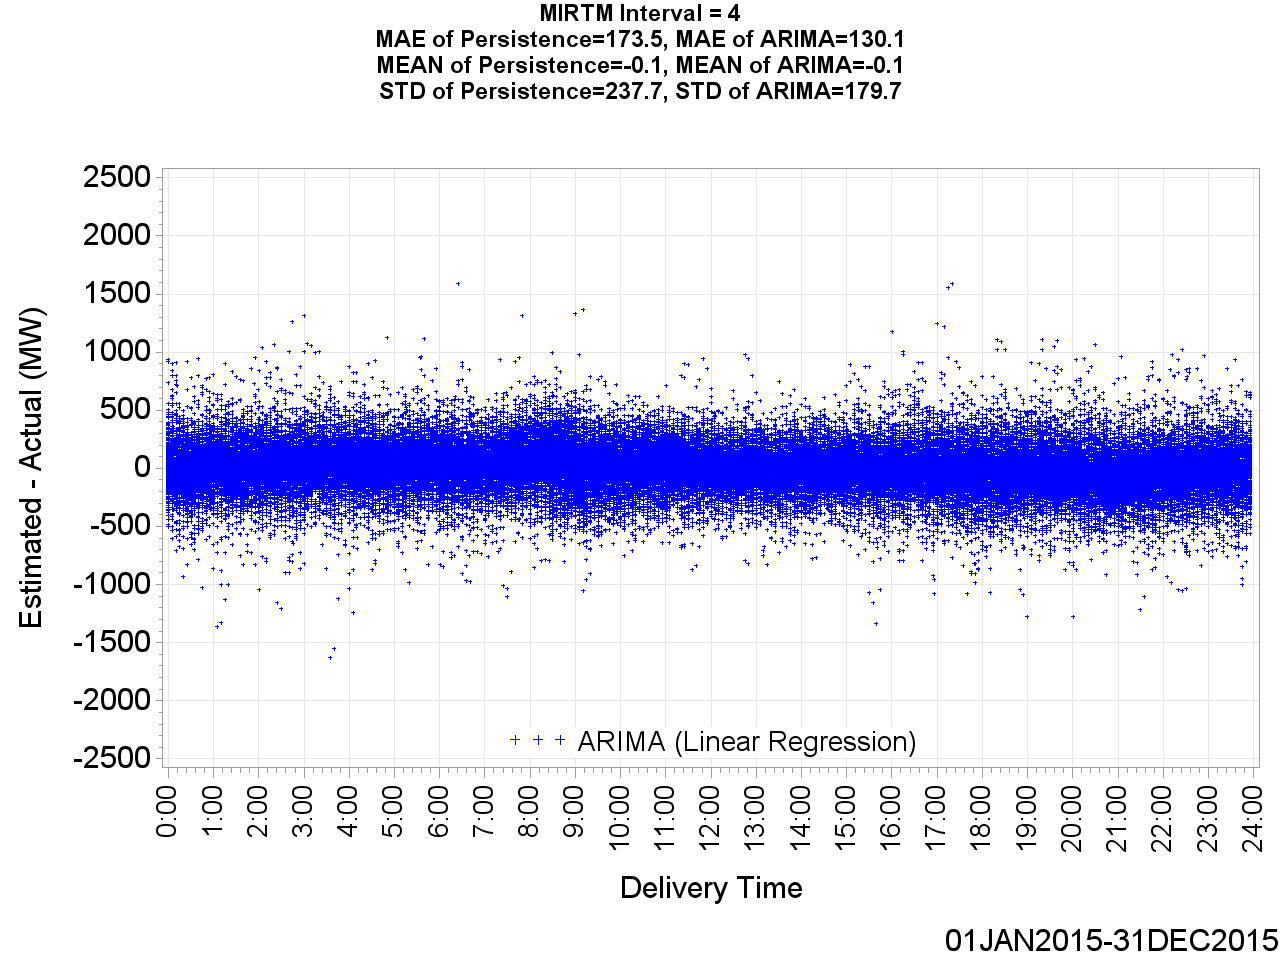 MIRTM Interval = 4
MAE of Persistence=173.5, MAE of ARIMA=130.1
MEAN of Persistence=-0.1, MEAN of ARIMA=-0.1
STD of Persistence=237.7, STD of ARIMA=179.7
Estimated - Actual (MW)
2500
2000
1500
1000
500
0
-500
-1000
-1500
-2000
-2500
ARIMA (Linear Regression)
0:00 1:00 2:00 3:00 4:00 5:00 6:00 7:00 8:00 9:00 10:00 11:00 12:00 13:00 14:00 15:00 16:00 17:00 18:00 19:00 20:00 21:00 22:00 23:00 24:00
Delivery Time
01JAN2015-31DEC2015